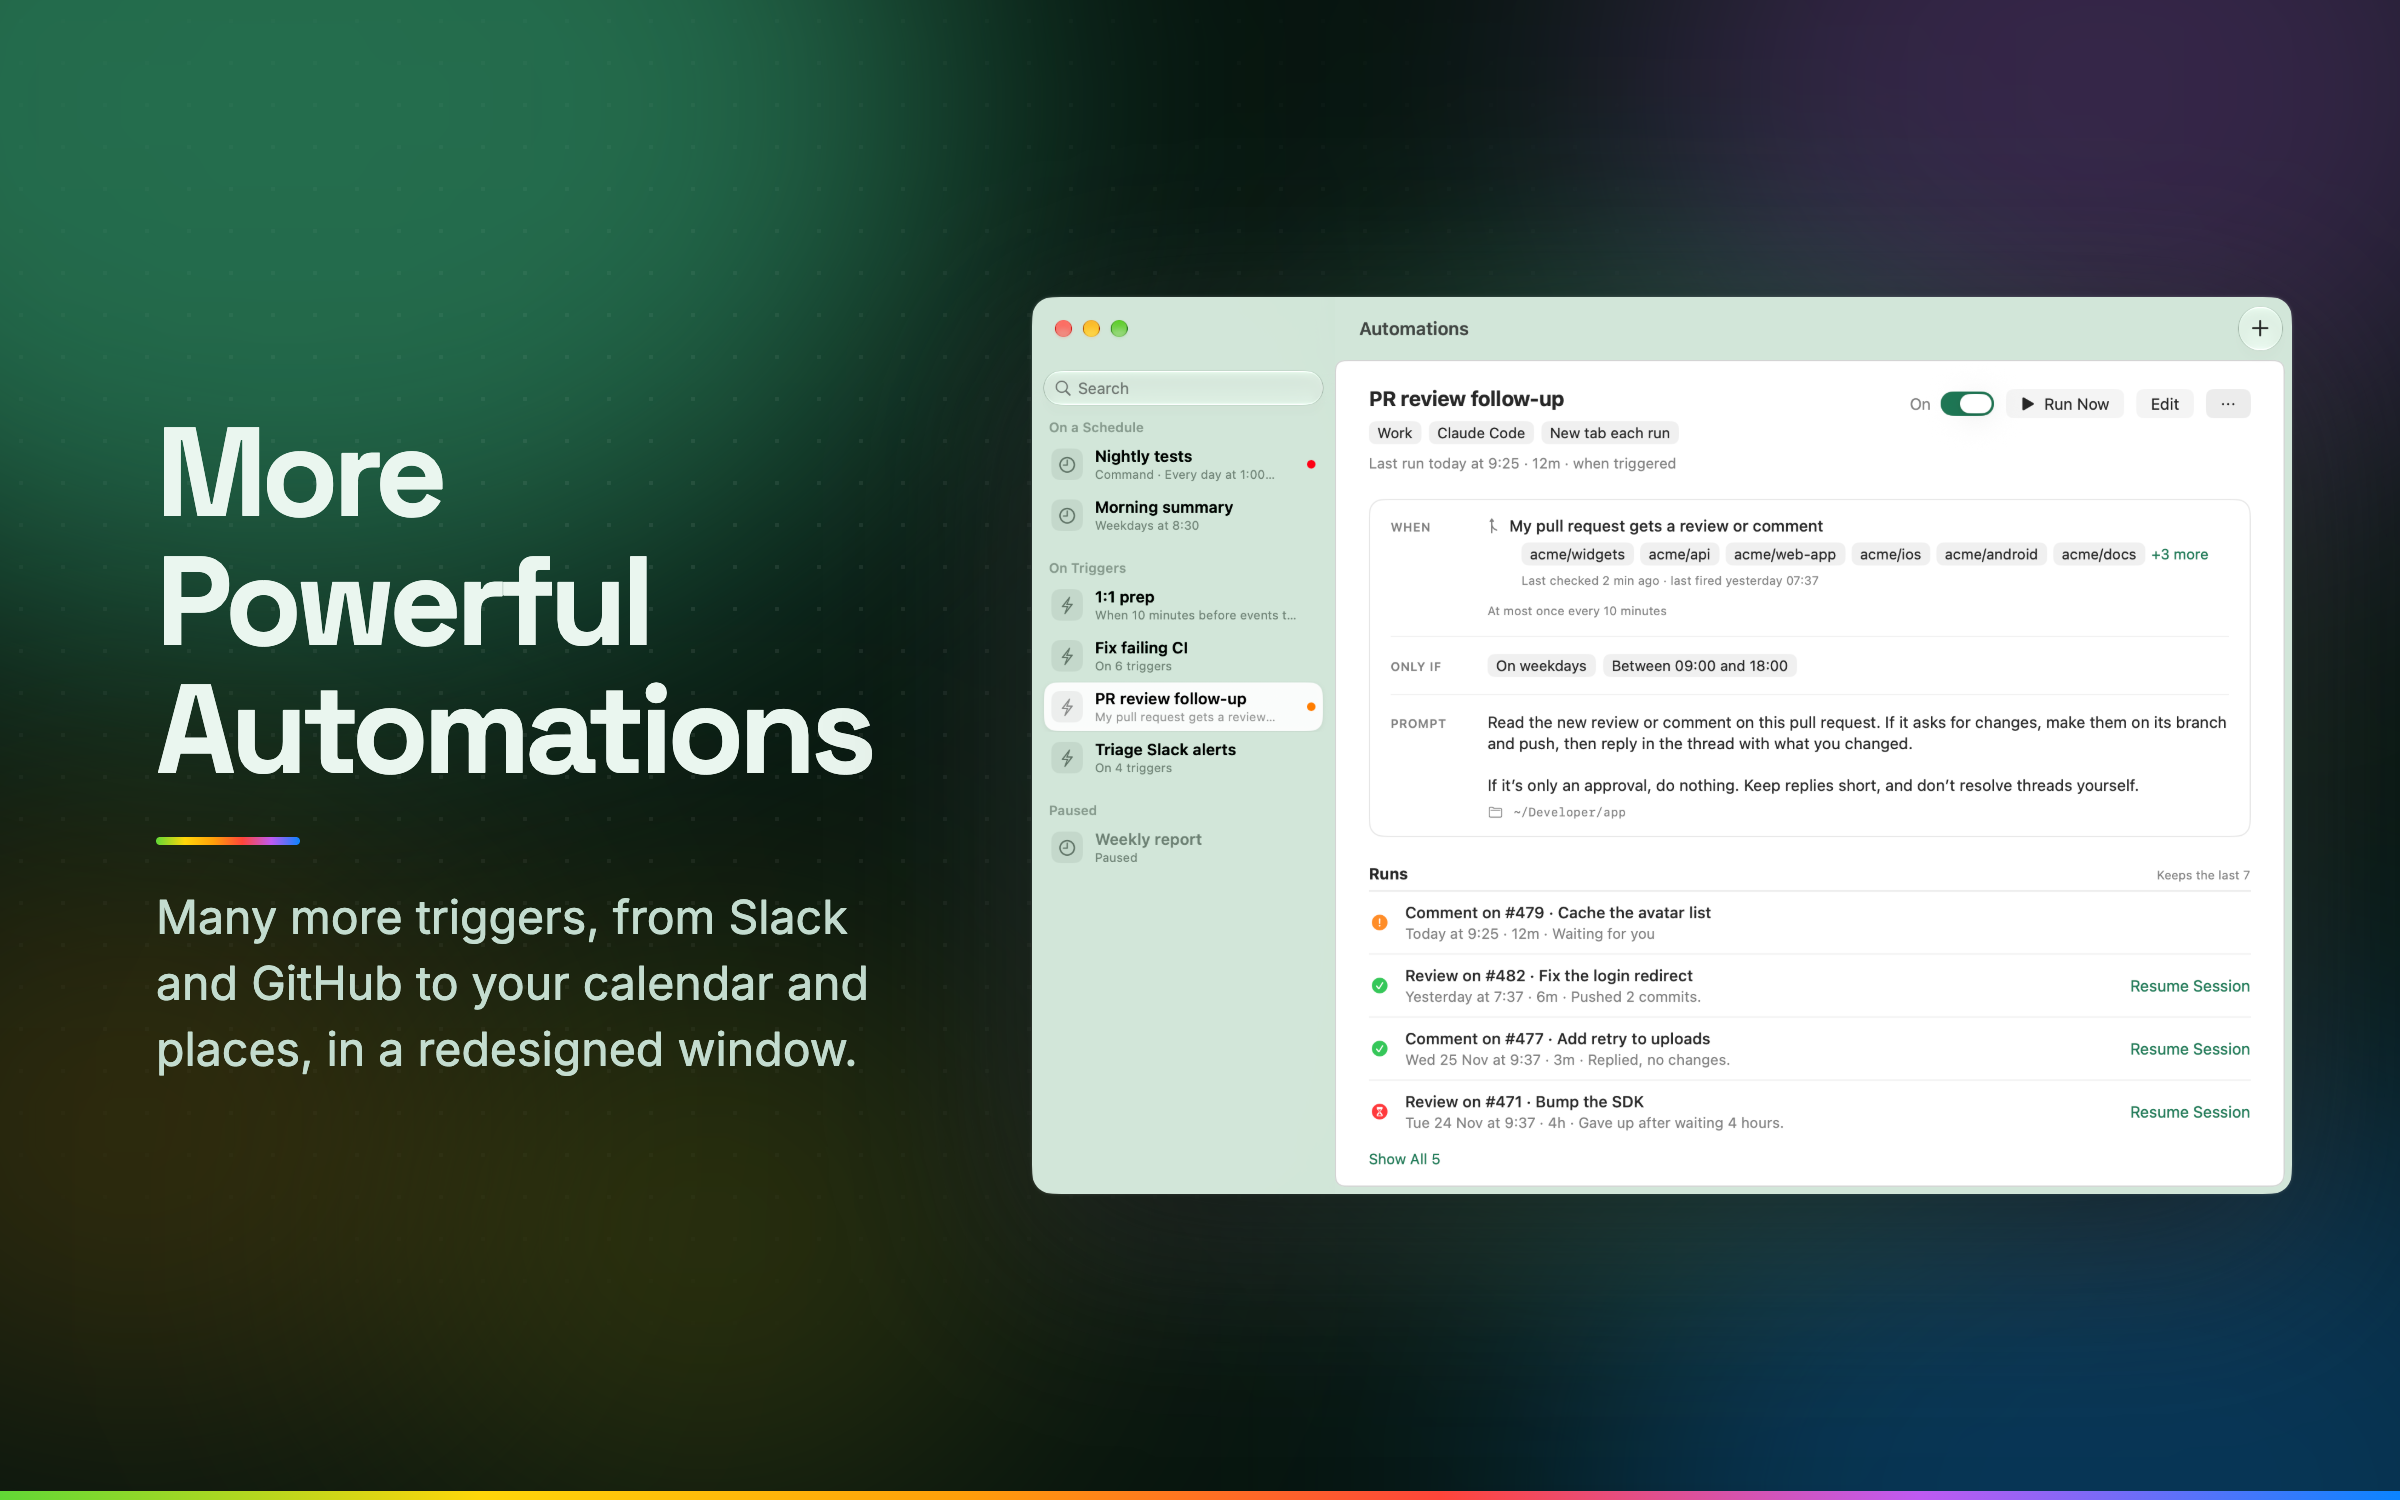 More
Powerful
Automations
Many more triggers, from Slack
and GitHub to your calendar and
places, in a redesigned window.
Automations
Search
On a Schedule
Nightly tests
Command · Every day at 1:00...
Morning summary
Weekdays at 8:30
On Triggers
1:1 prep
When 10 minutes before events t...
Fix failing CI
On 6 triggers
PR review follow-up
My pull request gets a review...
Triage Slack alerts
On 4 triggers
Paused
Weekly report
Paused
PR review follow-up
On
Run Now
Edit
Work Claude Code New tab each run
Last run today at 9:25 · 12m · when triggered
WHEN
My pull request gets a review or comment
acme/widgets acme/api acme/web-app acme/ios acme/android acme/docs +3 more
Last checked 2 min ago · last fired yesterday 07:37
At most once every 10 minutes
ONLY IF
On weekdays Between 09:00 and 18:00
PROMPT
Read the new review or comment on this pull request. If it asks for changes, make them on its branch
and push, then reply in the thread with what you changed.
If it’s only an approval, do nothing. Keep replies short, and don’t resolve threads yourself.
~/Developer/app
Runs
Keeps the last 7
Comment on #479 · Cache the avatar list
Today at 9:25 · 12m · Waiting for you
Review on #482 · Fix the login redirect
Yesterday at 7:37 · 6m · Pushed 2 commits.
Resume Session
Comment on #477 · Add retry to uploads
Wed 25 Nov at 9:37 · 3m · Replied, no changes.
Resume Session
Review on #471 · Bump the SDK
Tue 24 Nov at 9:37 · 4h · Gave up after waiting 4 hours.
Resume Session
Show All 5